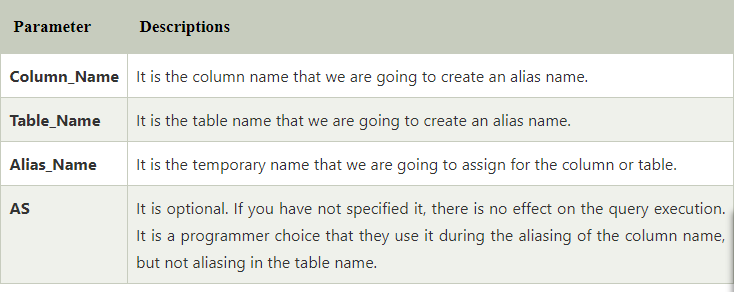 Parameter Descriptions
Column_Name It is the column name that we are going to create an alias name.
Table_Name It is the table name that we are going to create an alias name.
Alias_Name It is the temporary name that we are going to assign for the column or table.
AS It is optional. If you have not specified it, there is no effect on the query execution.
It is a programmer choice that they use it during the aliasing of the column name,
but not aliasing in the table name.